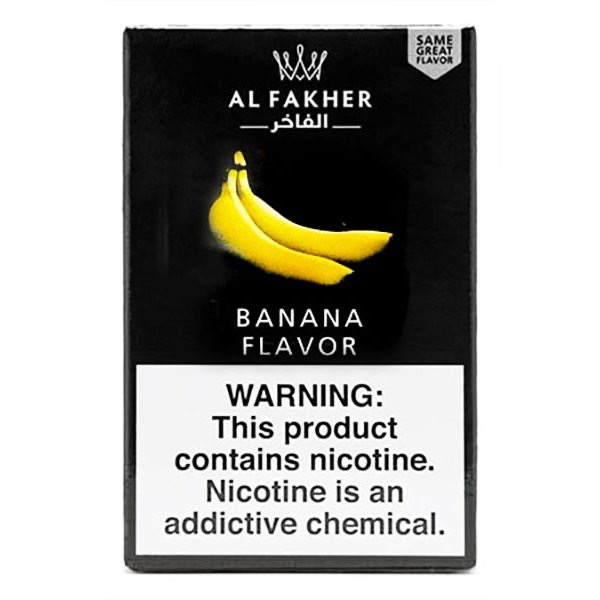 SAME
GREAT
FLAVOR
AL FAKHER
الفاخر
BANANA
FLAVOR
WARNING:
This product
contains nicotine.
Nicotine is an
addictive chemical.